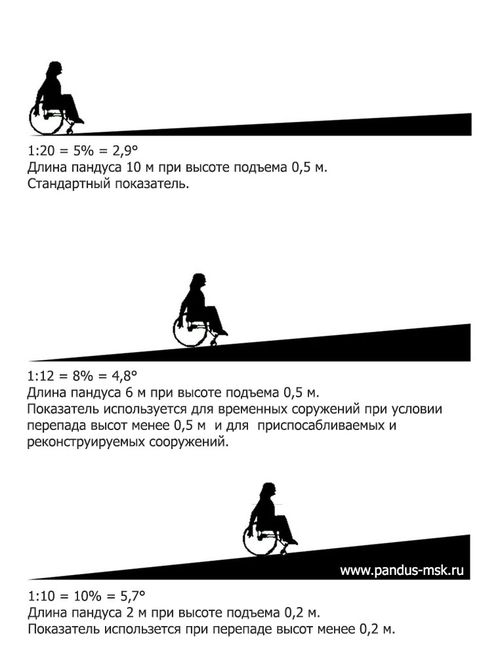 1:20 = 5% = 2,9°
Длина пандуса 10 м при высоте подъема 0,5 м.
Стандартный показатель.
1:12 = 8% = 4,8°
Длина пандуса 6 м при высоте подъема 0,5 м.
Показатель используется для временных соружений при условии
перепада высот менее 0,5 м и для приспосабливаемых и
реконструируемых сооружений.
www.pandus-msk.ru
1:10 = 10% = 5,7°
Длина пандуса 2 м при высоте подъема 0,2 м.
Показатель использется при перепаде высот менее 0,2 м.